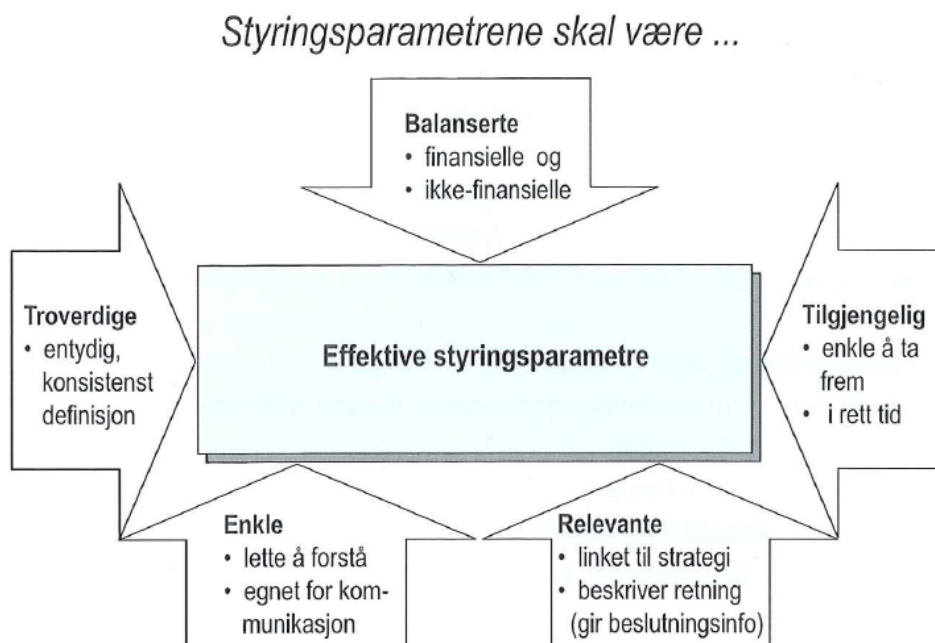 Styringsparametrene skal være ...
Balanserte
• finansielle og
• ikke-finansielle
Troverdige
• entydig,
konsistenst
definisjon
Effektive styringsparametre
Tilgjengelig
• enkle å ta
frem
• i rett tid
Enkle
• lette å forstå
• egnet for kom-
munikasjon
Relevante
• linket til strategi
• beskriver retning
(gir beslutningsinfo)